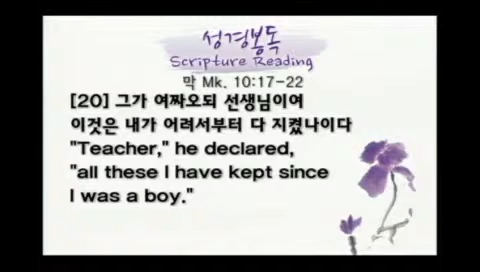 성경봉독
Scripture Reading
막 Mk. 10:17-22
[20] 그가 여짜오되 선생님이여
이것은 내가 어려서부터 다 지켰나이다
"Teacher," he declared,
"all these I have kept since
I was a boy."